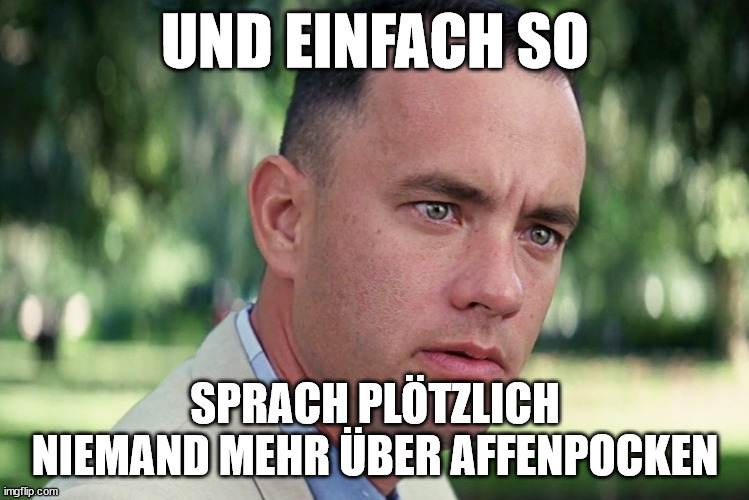 UND EINFACH SO
SPRACH PLÖTZLICH
NIEMAND MEHR ÜBER AFFENPOCKEN
imgflip.com